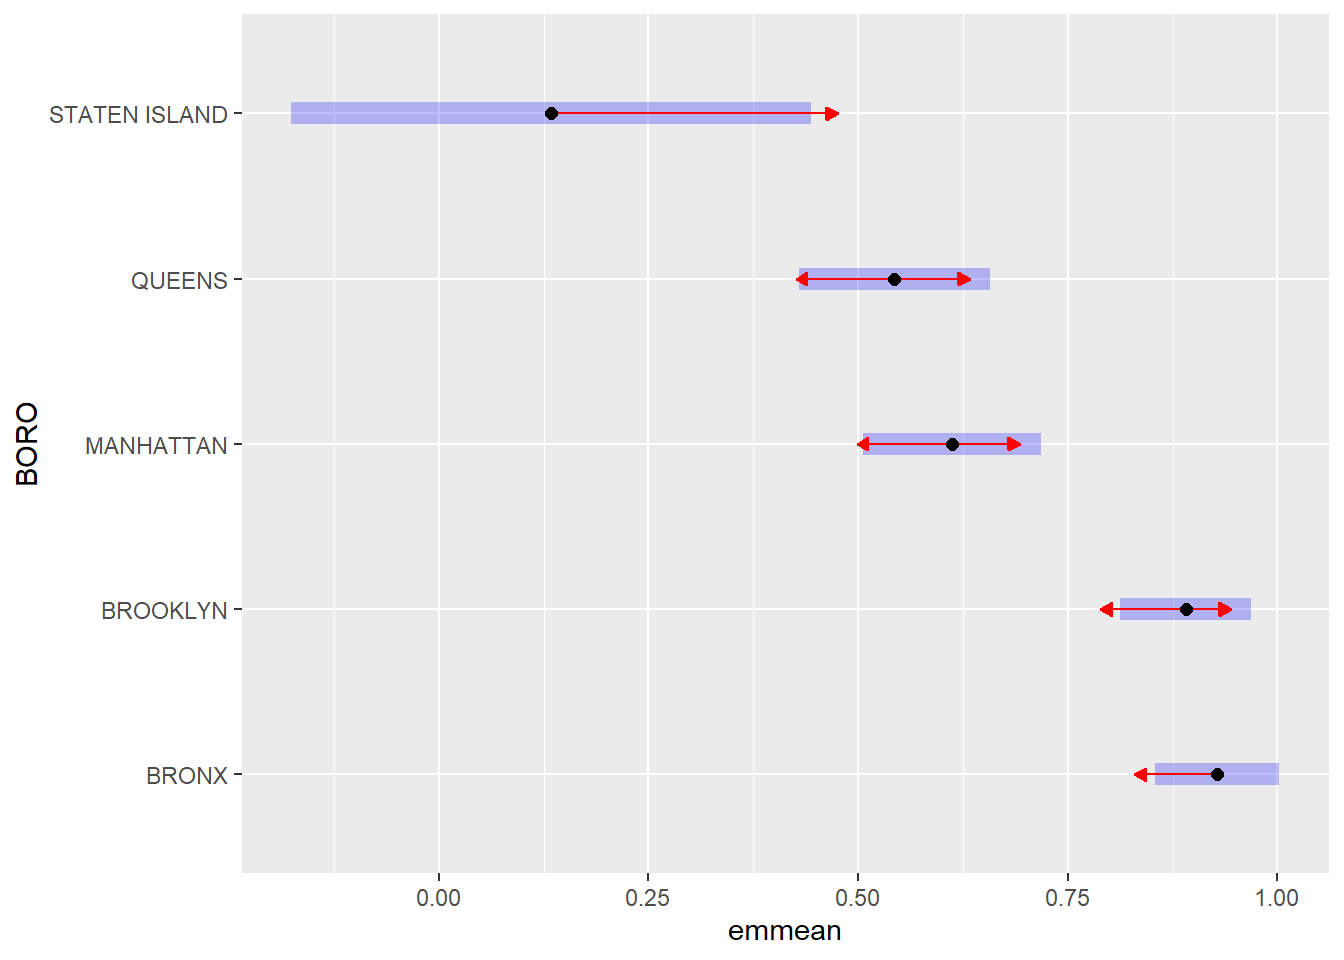 STATEN ISLAND
QUEENS
MANHATTAN
BROOKLYN
BRONX
BORO
0.00 0.25 0.50 0.75 1.00
emmean